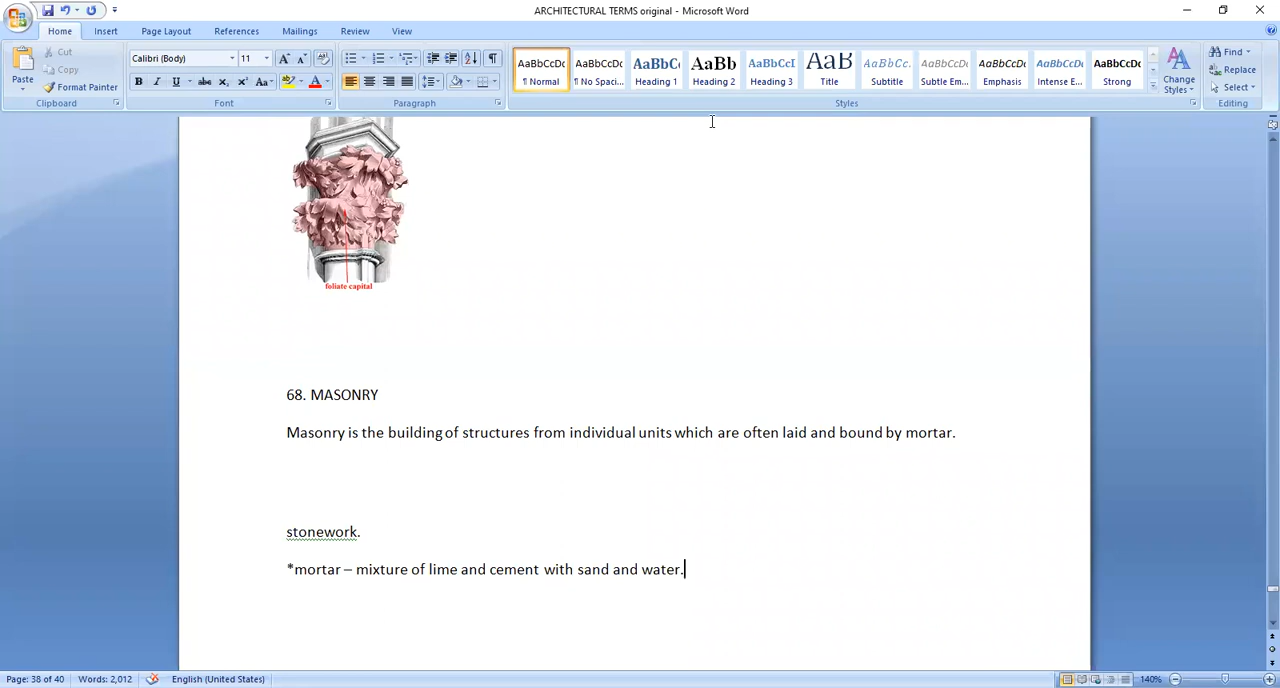 ARCHITECTURAL TERMS original - Microsoft Word
Home Insert Page Layout References Mailings Review View
Paste
Cut
Copy
Format Painter
Clipboard
Calibri (Body) 11
B I U abc x₂ x² Aa A
Font
Paragraph
AaBbCcDc AaBbCcDc AaBbC AaBb AaBbCcI AaB AaBbCc. AaBbCcDc AaBbCcDc AaBbCcDc AaBbCcDc
¶ Normal ¶ No Spaci... Heading 1 Heading 2 Heading 3 Title Subtitle Subtle Em... Emphasis Intense E... Strong
Change Styles
Styles
Find
Replace
Select
Editing
foliate capital
68. MASONRY
Masonry is the building of structures from individual units which are often laid and bound by mortar.
stonework.
*mortar – mixture of lime and cement with sand and water.
Page: 38 of 40 Words: 2,012 English (United States) 140%